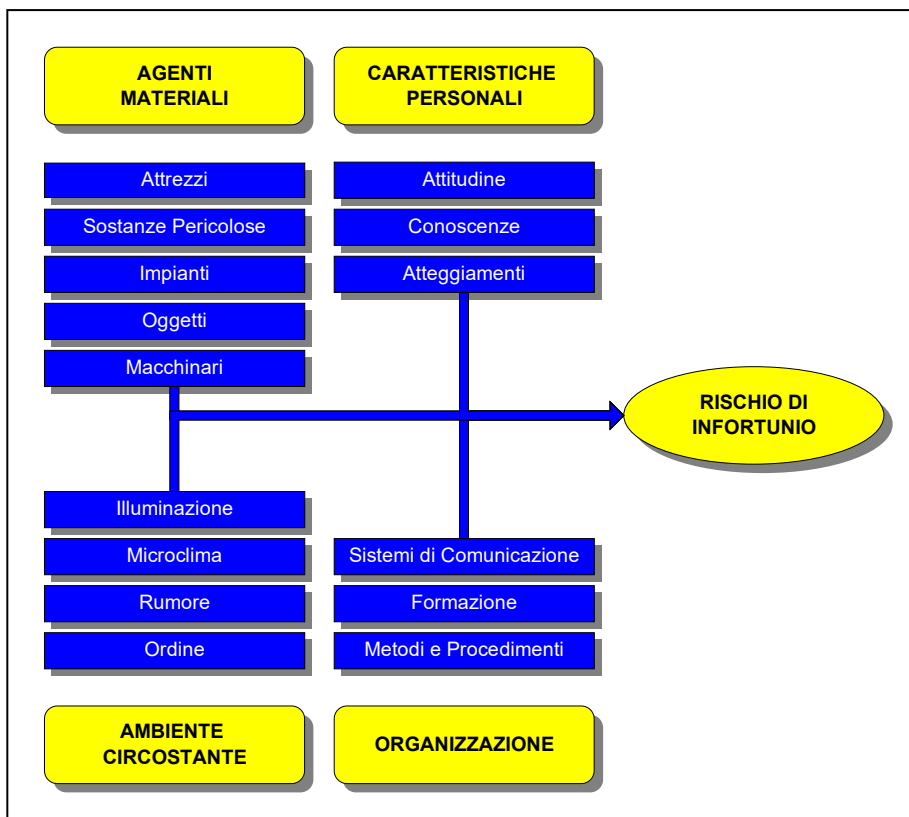 AGENTI
MATERIALI
CARATTERISTICHE
PERSONALI
Attrezzi
Sostanze Pericolose
Impianti
Oggetti
Macchinari
Attitudine
Conoscenze
Atteggiamenti
RISCHIO DI
INFORTUNIO
Illuminazione
Microclima
Rumore
Ordine
Sistemi di Comunicazione
Formazione
Metodi e Procedimenti
AMBIENTE
CIRCOSTANTE
ORGANIZZAZIONE